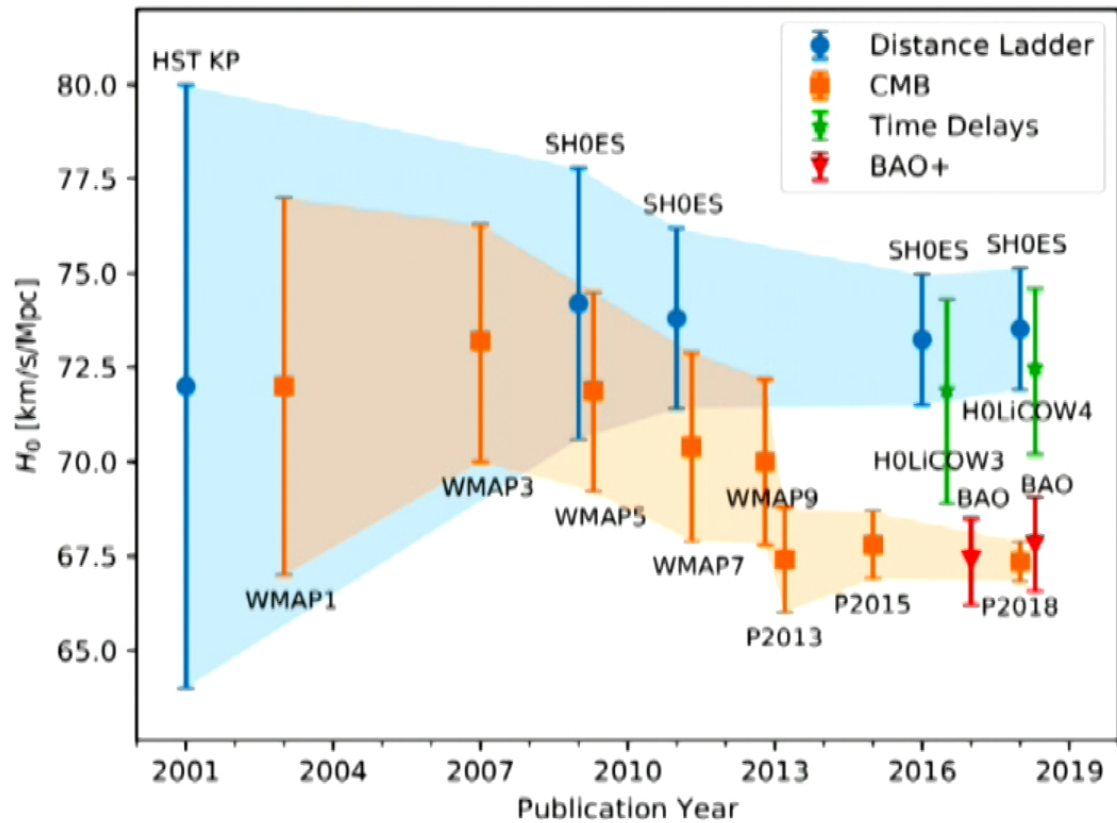 HST KP
Distance Ladder
CMB
Time Delays
BAO+
80.0
77.5
75.0
72.5
70.0
67.5
65.0
H₀ [km/s/Mpc]
SH0ES
SH0ES
SH0ES
SH0ES
H0LiCOW4
H0LiCOW3
WMAP3
WMAP9
BAO
BAO
WMAP5
WMAP7
WMAP1
P2015
P2018
P2013
2001
2004
2007
2010
2013
2016
2019
Publication Year